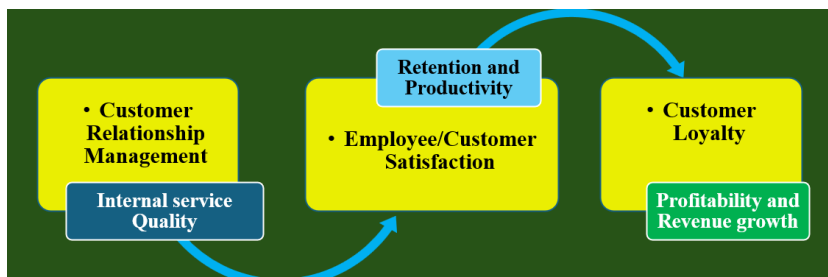 • Customer
Relationship
Management
Internal service
Quality
Retention and
Productivity
• Employee/Customer
Satisfaction
• Customer
Loyalty
Profitability and
Revenue growth